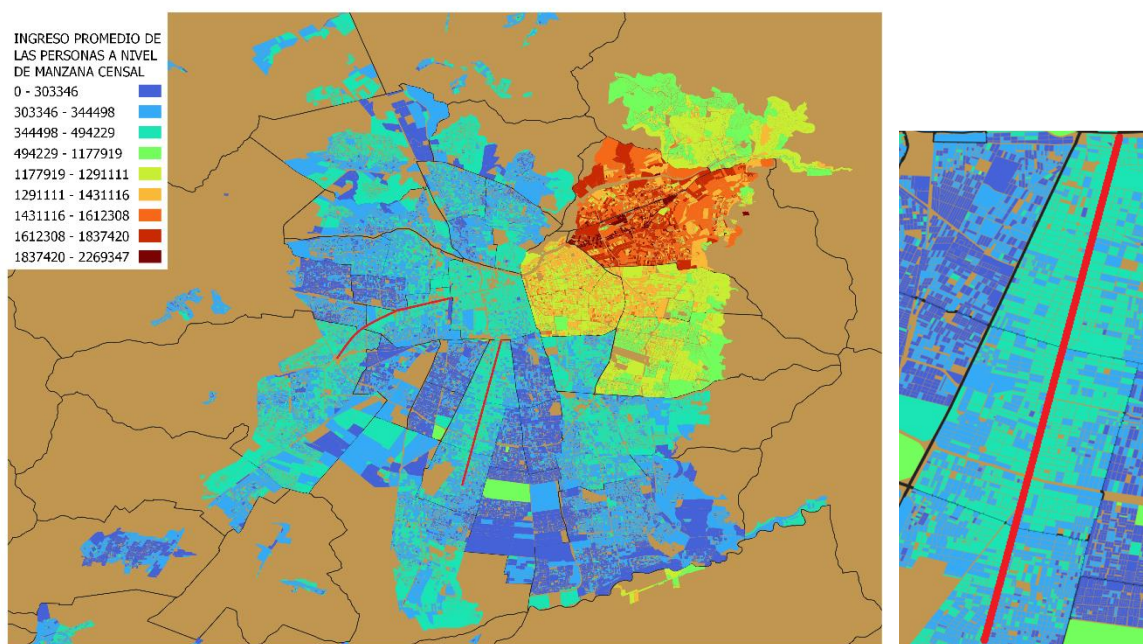 INGRESO PROMEDIO DE
LAS PERSONAS A NIVEL
DE MANZANA CENSAL
0 - 303346
303346 - 344498
344498 - 494229
494229 - 1177919
1177919 - 1291111
1291111 - 1431116
1431116 - 1612308
1612308 - 1837420
1837420 - 2269347